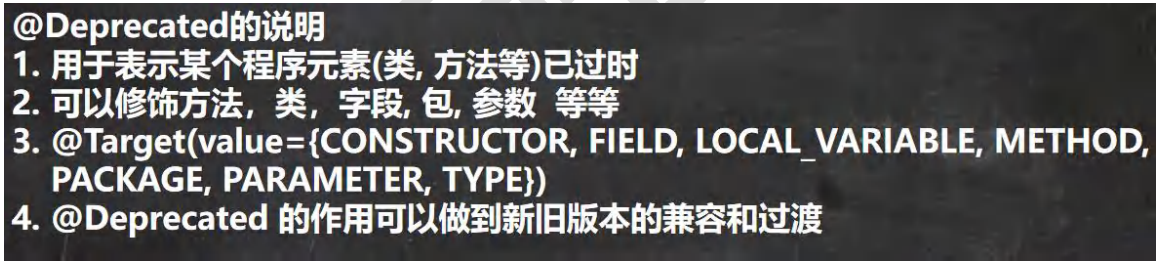 @Deprecated的说明
1. 用于表示某个程序元素(类, 方法等)已过时
2. 可以修饰方法，类，字段, 包, 参数 等等
3. @Target(value={CONSTRUCTOR, FIELD, LOCAL_VARIABLE, METHOD,
PACKAGE, PARAMETER, TYPE})
4. @Deprecated 的作用可以做到新旧版本的兼容和过渡